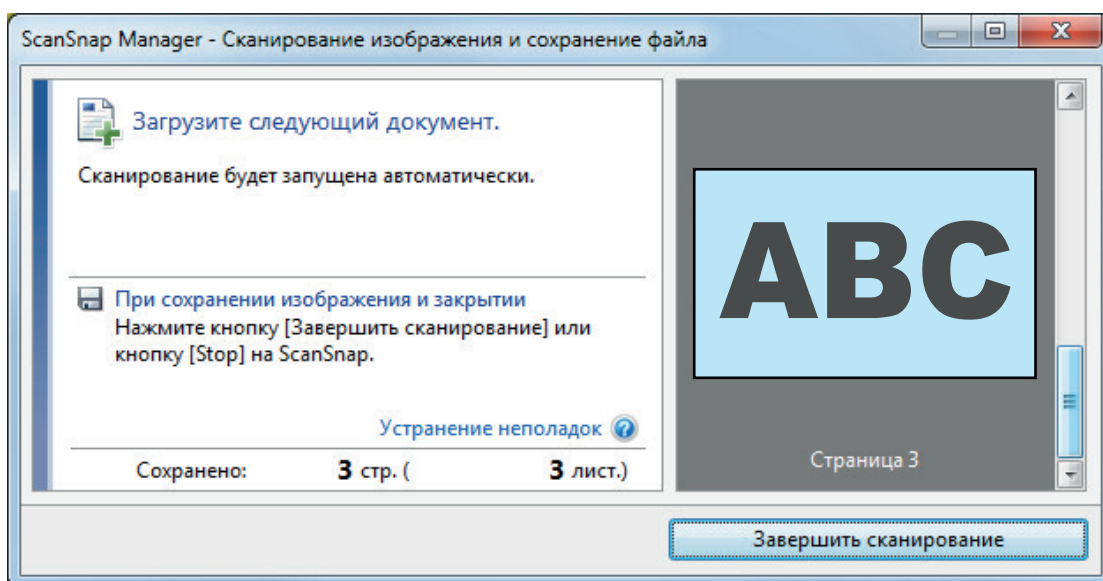 ScanSnap Manager - Сканирование изображения и сохранение файла
Загрузите следующий документ.
Сканирование будет запущена автоматически.
При сохранении изображения и закрытии
Нажмите кнопку [Завершить сканирование] или
кнопку [Stop] на ScanSnap.
Устранение неполадок
Сохранено: 3 стр. ( 3 лист.)
ABC
Страница 3
Завершить сканирование